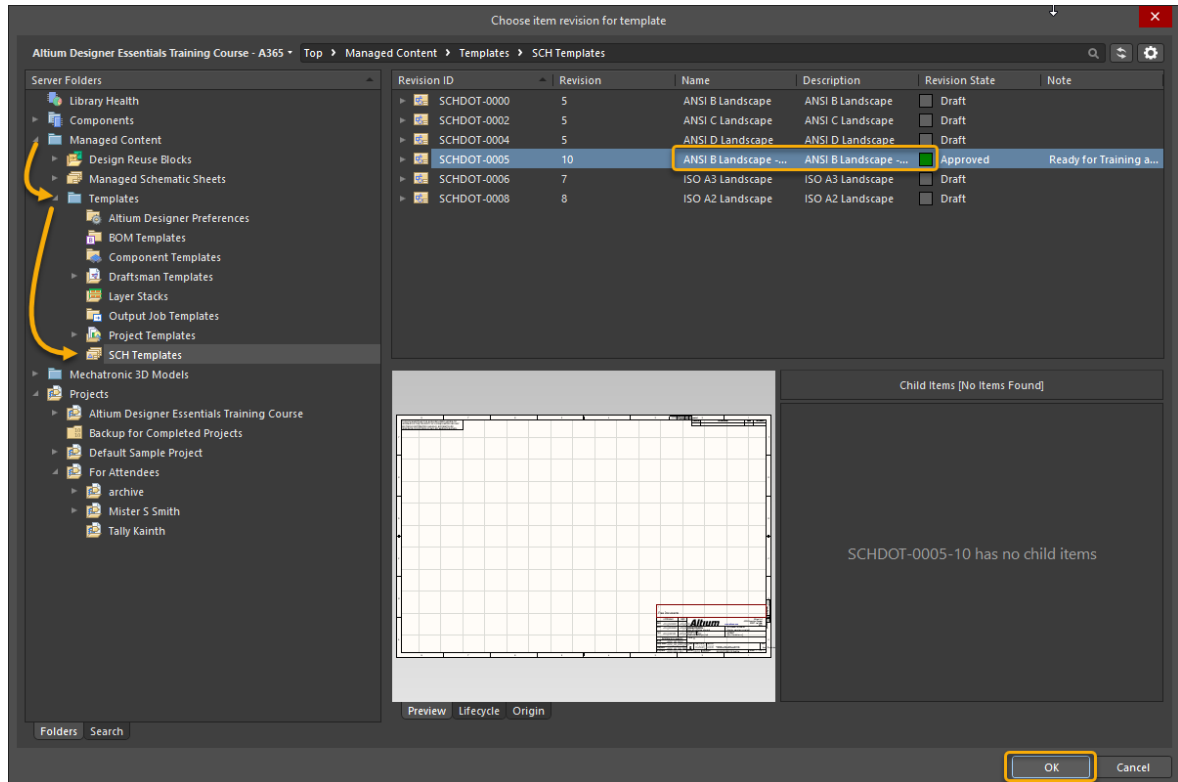 Choose item revision for template
Altium Designer Essentials Training Course - A365 Top Managed Content Templates SCH Templates
Server Folders
Library Health
Components
Managed Content
Design Reuse Blocks
Managed Schematic Sheets
Templates
Altium Designer Preferences
BOM Templates
Component Templates
Draftsman Templates
Layer Stacks
Output Job Templates
Project Templates
SCH Templates
Mechatronic 3D Models
Projects
Altium Designer Essentials Training Course
Backup for Completed Projects
Default Sample Project
For Attendees
archive
Mister S Smith
Tally Kainth
Folders Search
Revision ID Revision Name Description Revision State Note
SCHDOT-0000 5 ANSI B Landscape ANSI B Landscape Draft
SCHDOT-0002 5 ANSI C Landscape ANSI C Landscape Draft
SCHDOT-0004 5 ANSI D Landscape ANSI D Landscape Draft
SCHDOT-0005 10 ANSI B Landscape -... ANSI B Landscape -... Approved Ready for Training a...
SCHDOT-0006 7 ISO A3 Landscape ISO A3 Landscape Draft
SCHDOT-0008 8 ISO A2 Landscape ISO A2 Landscape Draft
Altium
Preview Lifecycle Origin
Child Items [No Items Found]
SCHDOT-0005-10 has no child items
OK Cancel